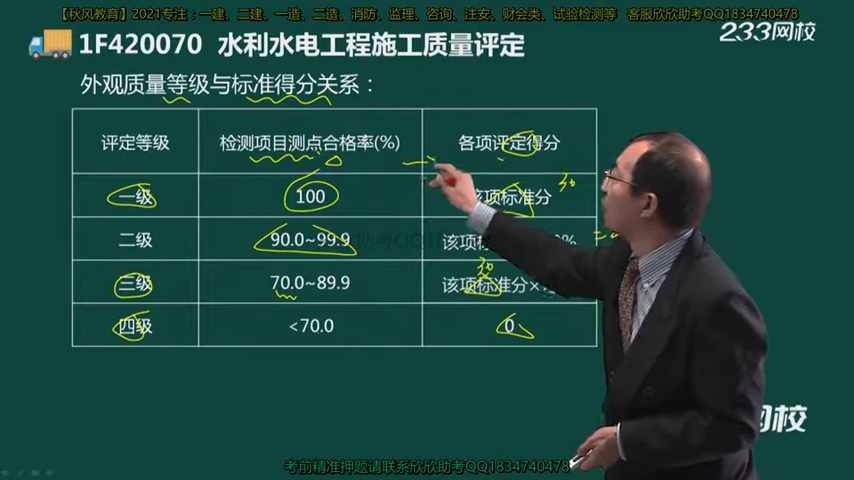 【秋风教育】2021专注：一建、二建、一造、二造、消防、监理、咨询、注安、财会类、试验检测等 客服欣欣助考QQ1834740478
1F420070 水利水电工程施工质量评定
233网校
外观质量等级与标准得分关系：
评定等级 检测项目测点合格率(%) 各项评定得分
一级 100 该项标准分 30
二级 90.0~99.9 该项标 %
三级 70.0~89.9 该项标准分× 30
四级 <70.0 0
网校
考前精准押题请联系欣欣助考QQ1834740478